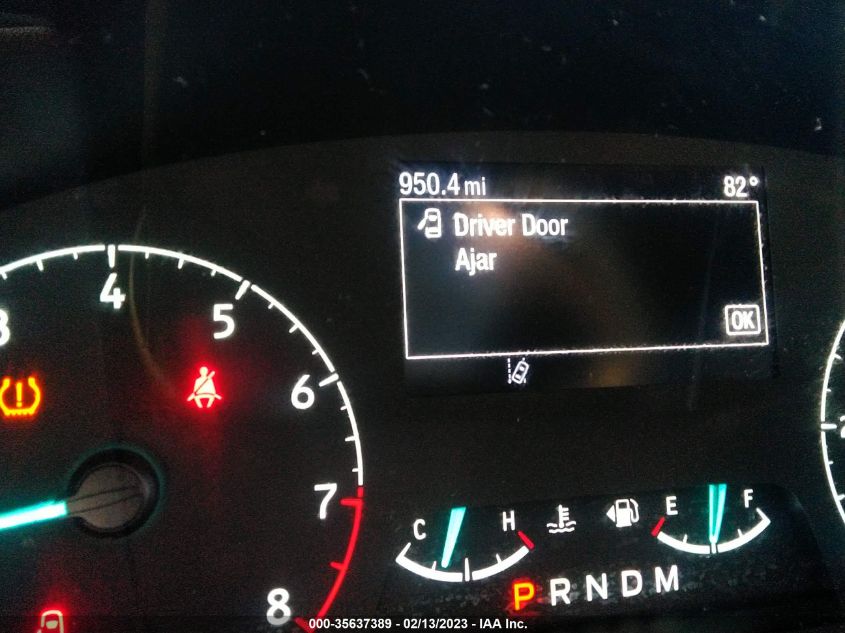 950.4 mi 82°
Driver Door
Ajar
OK
3 4 5 6 7 8
C H E F
P R N D M
000-35637389 - 02/13/2023 - IAA Inc.